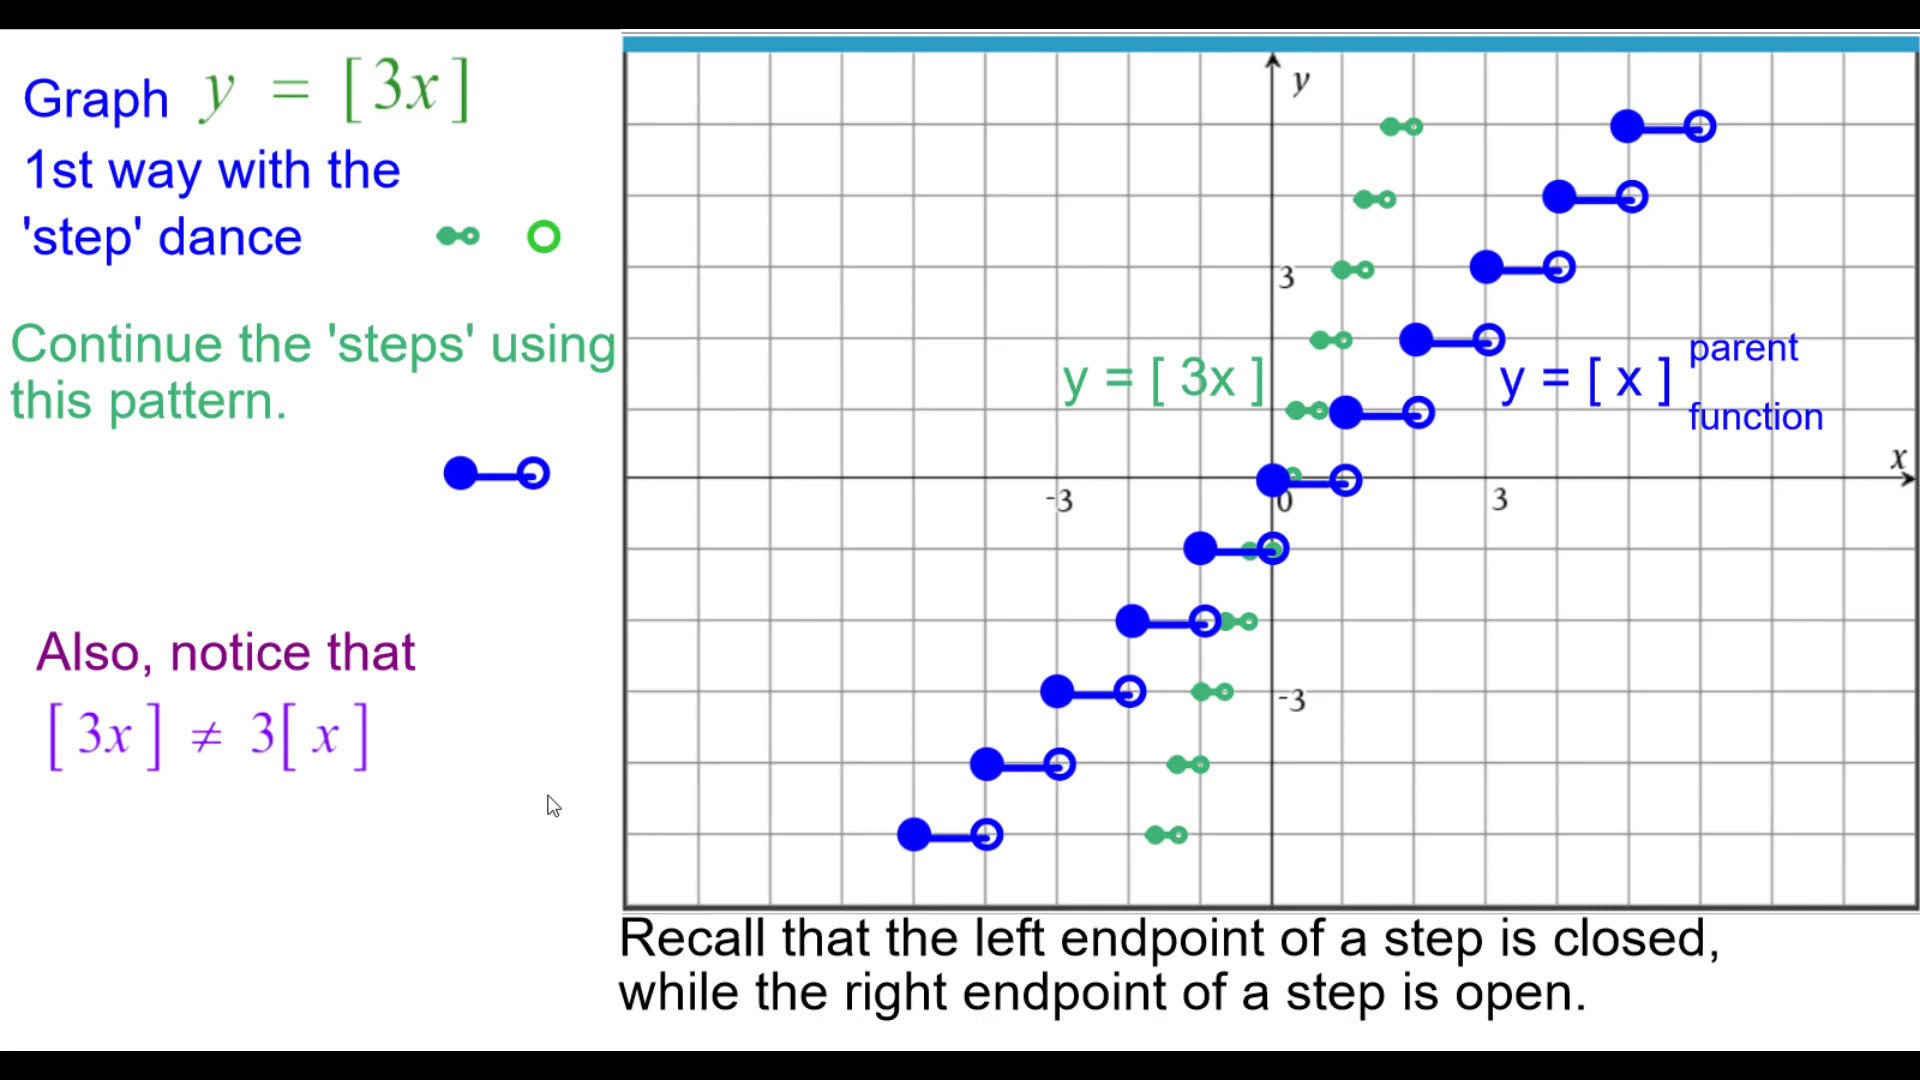 Graph y = [3x]
1st way with the
'step' dance
Continue the 'steps' using
this pattern.
Also, notice that
[3x] ≠ 3[x]
y
3
y = [ 3x ]
y = [ x ]
parent
function
x
-3
0
3
-3
Recall that the left endpoint of a step is closed,
while the right endpoint of a step is open.